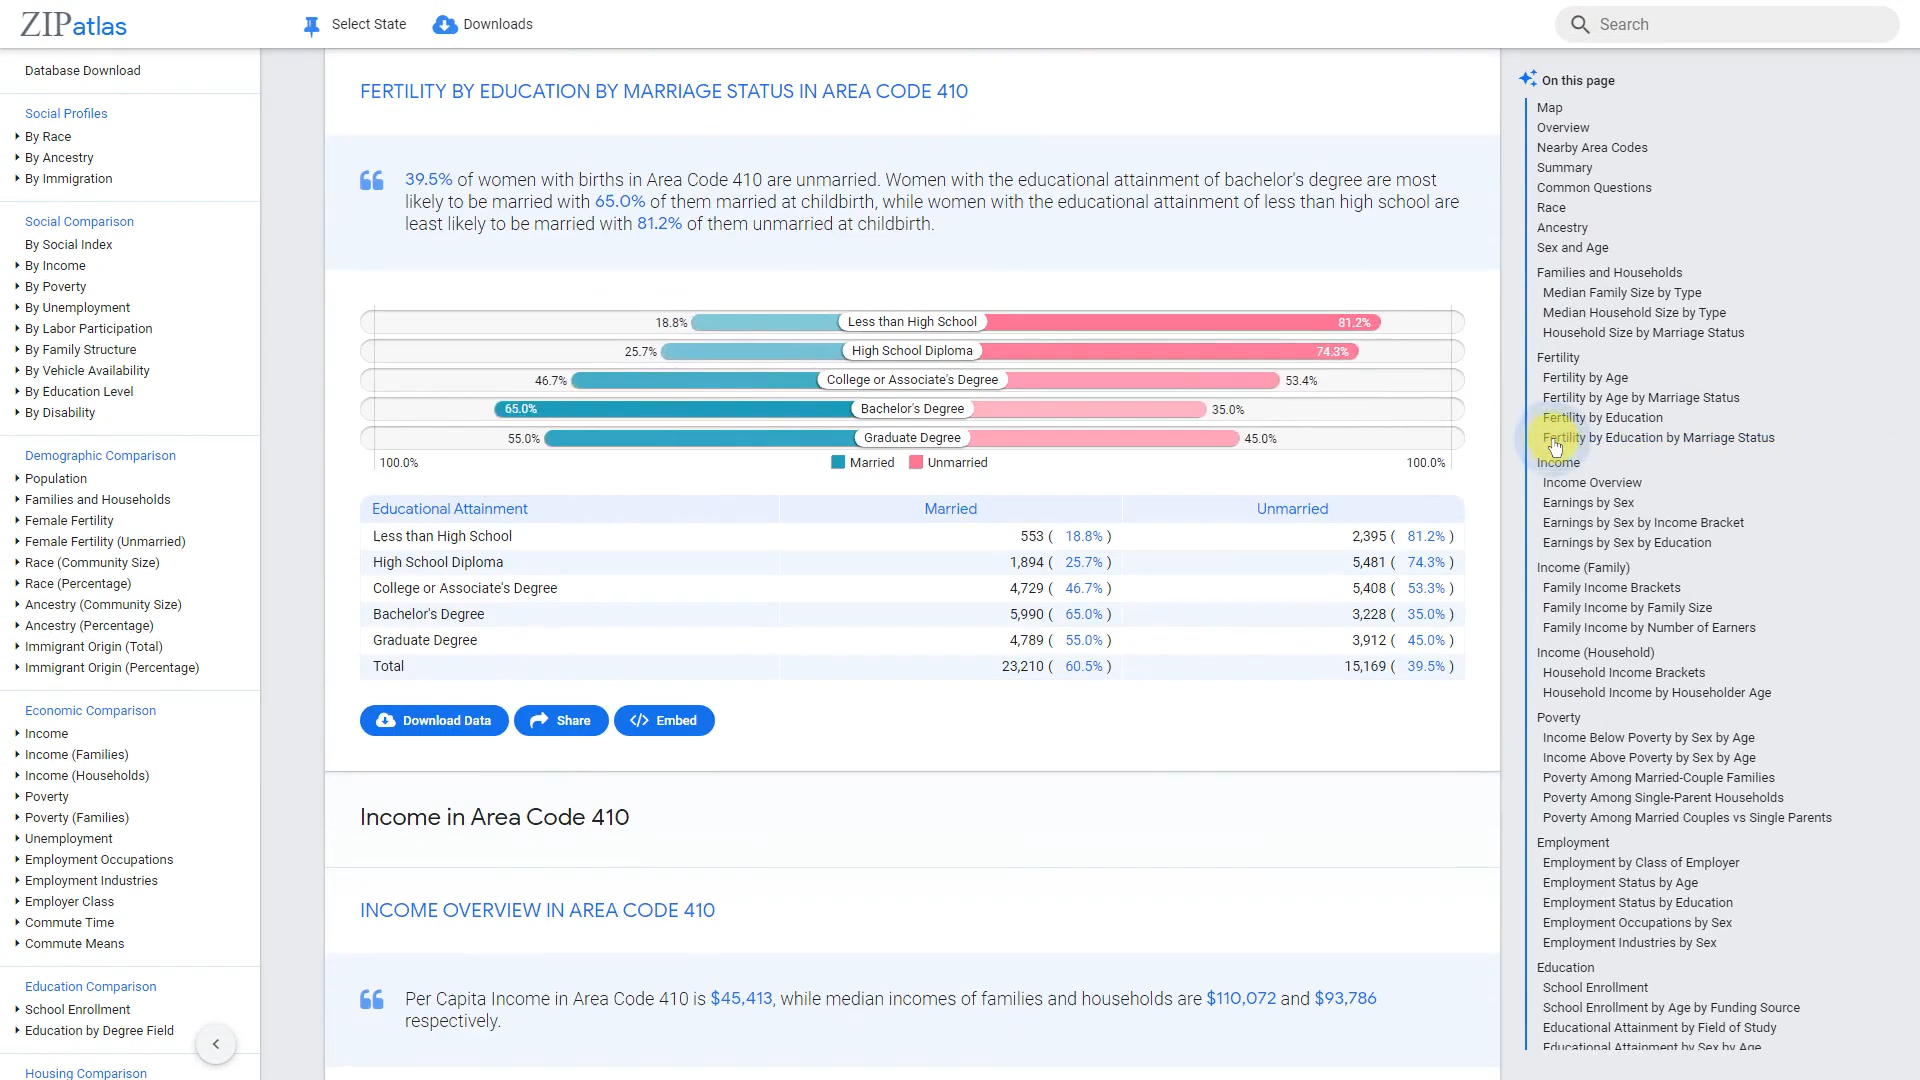 ZIPatlas
Select State
Downloads
Search
Database Download
Social Profiles
By Race
By Ancestry
By Immigration
Social Comparison
By Social Index
By Income
By Poverty
By Unemployment
By Labor Participation
By Family Structure
By Vehicle Availability
By Education Level
By Disability
Demographic Comparison
Population
Families and Households
Female Fertility
Female Fertility (Unmarried)
Race (Community Size)
Race (Percentage)
Ancestry (Community Size)
Ancestry (Percentage)
Immigrant Origin (Total)
Immigrant Origin (Percentage)
Economic Comparison
Income
Income (Families)
Income (Households)
Poverty
Poverty (Families)
Unemployment
Employment Occupations
Employment Industries
Employer Class
Commute Time
Commute Means
Education Comparison
School Enrollment
Education by Degree Field
Housing Comparison
FERTILITY BY EDUCATION BY MARRIAGE STATUS IN AREA CODE 410
39.5% of women with births in Area Code 410 are unmarried. Women with the educational attainment of bachelor's degree are most
likely to be married with 65.0% of them married at childbirth, while women with the educational attainment of less than high school are
least likely to be married with 81.2% of them unmarried at childbirth.
18.8% Less than High School 81.2%
25.7% High School Diploma 74.3%
46.7% College or Associate's Degree 53.4%
65.0% Bachelor's Degree 35.0%
55.0% Graduate Degree 45.0%
100.0% Married Unmarried 100.0%
Educational Attainment Married Unmarried
Less than High School 553 ( 18.8% ) 2,395 ( 81.2% )
High School Diploma 1,894 ( 25.7% ) 5,481 ( 74.3% )
College or Associate's Degree 4,729 ( 46.7% ) 5,408 ( 53.3% )
Bachelor's Degree 5,990 ( 65.0% ) 3,228 ( 35.0% )
Graduate Degree 4,789 ( 55.0% ) 3,912 ( 45.0% )
Total 23,210 ( 60.5% ) 15,169 ( 39.5% )
Download Data
Share
Embed
Income in Area Code 410
INCOME OVERVIEW IN AREA CODE 410
Per Capita Income in Area Code 410 is $45,413, while median incomes of families and households are $110,072 and $93,786
respectively.
On this page
Map
Overview
Nearby Area Codes
Summary
Common Questions
Race
Ancestry
Sex and Age
Families and Households
Median Family Size by Type
Median Household Size by Type
Household Size by Marriage Status
Fertility
Fertility by Age
Fertility by Age by Marriage Status
Fertility by Education
Fertility by Education by Marriage Status
Income
Income Overview
Earnings by Sex
Earnings by Sex by Income Bracket
Earnings by Sex by Education
Income (Family)
Family Income Brackets
Family Income by Family Size
Family Income by Number of Earners
Income (Household)
Household Income Brackets
Household Income by Householder Age
Poverty
Income Below Poverty by Sex by Age
Income Above Poverty by Sex by Age
Poverty Among Married-Couple Families
Poverty Among Single-Parent Households
Poverty Among Married Couples vs Single Parents
Employment
Employment by Class of Employer
Employment Status by Age
Employment Status by Education
Employment Occupations by Sex
Employment Industries by Sex
Education
School Enrollment
School Enrollment by Age by Funding Source
Educational Attainment by Field of Study
Educational Attainment by Sex by Age